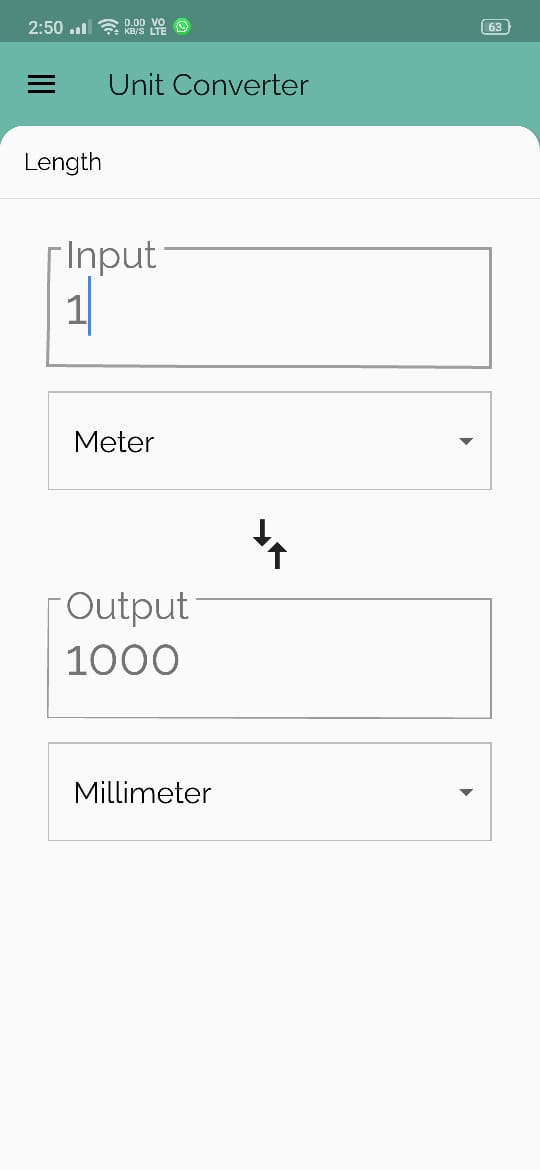 2:50 0.00 KB/S VO LTE 63
Unit Converter
Length
Input
1
Meter
Output
1000
Millimeter